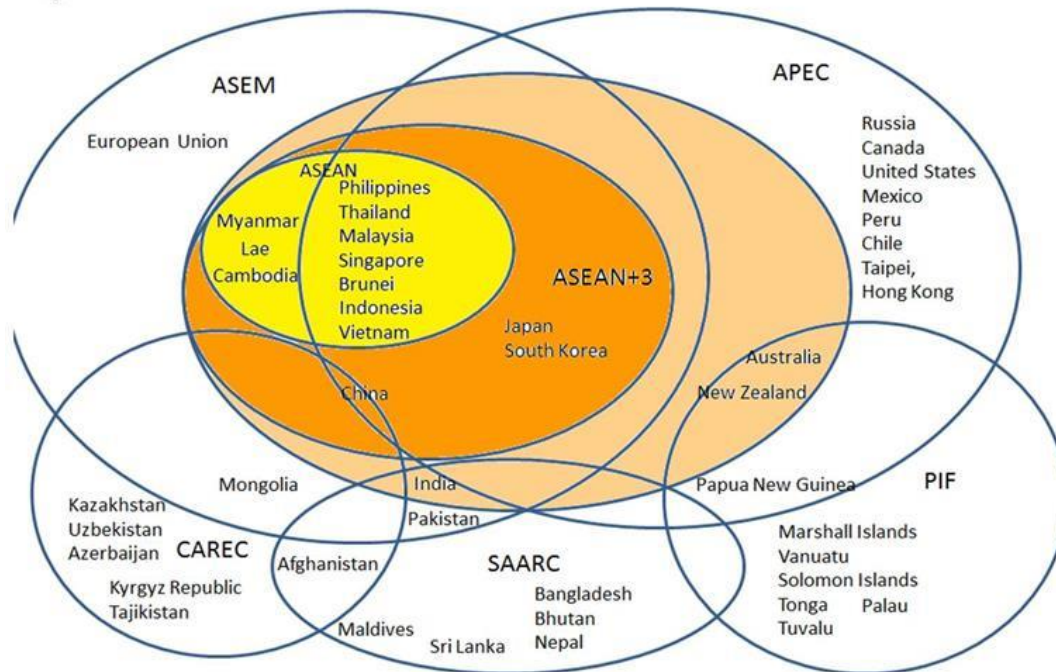 ASEM
APEC
European Union
Russia
Canada
United States
Mexico
Peru
Chile
Taipei,
Hong Kong
ASEAN
Philippines
Thailand
Malaysia
Singapore
Brunei
Indonesia
Vietnam
Myanmar
Lae
Cambodia
ASEAN+3
Japan
South Korea
China
Australia
New Zealand
Mongolia
India
Pakistan
Papua New Guinea
PIF
Kazakhstan
Uzbekistan
Azerbaijan
CAREC
Kyrgyz Republic
Tajikistan
Afghanistan
SAARC
Bangladesh
Bhutan
Nepal
Maldives
Sri Lanka
Marshall Islands
Vanuatu
Solomon Islands
Tonga Palau
Tuvalu